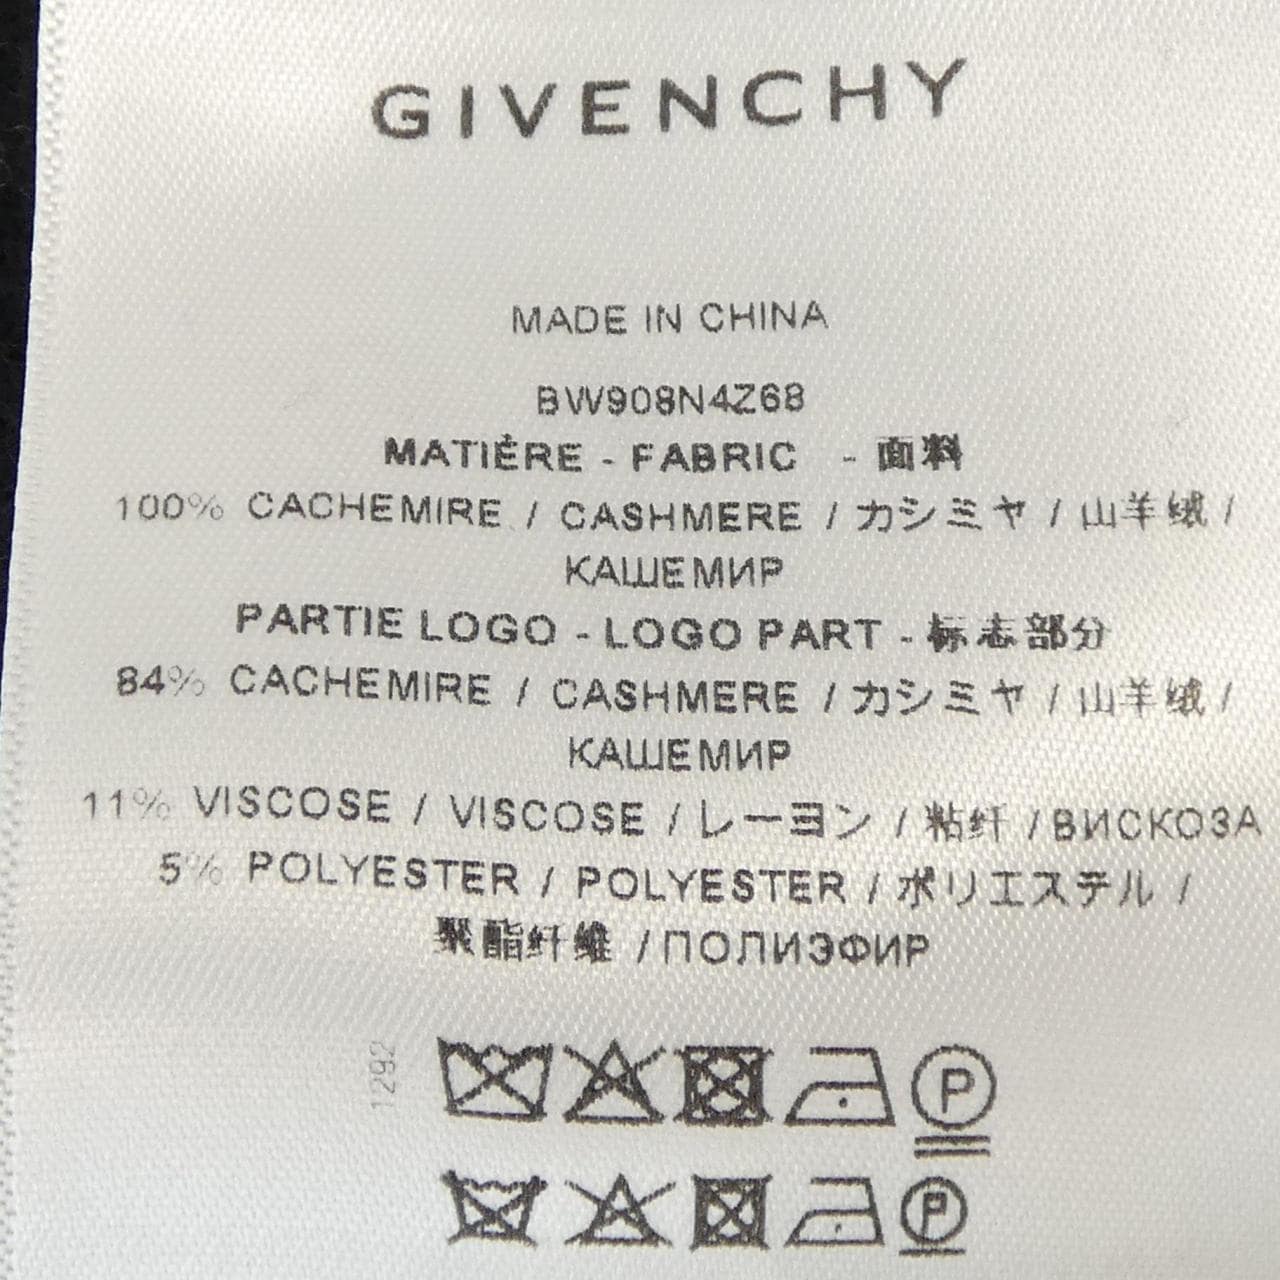 GIVENCHY
MADE IN CHINA
BW908N4Z68
MATIÈRE - FABRIC - 面料
100% CACHEMIRE / CASHMERE / カシミヤ / 山羊绒 /
КАШЕМИР
PARTIE LOGO - LOGO PART - 标志部分
84% CACHEMIRE / CASHMERE / カシミヤ / 山羊绒 /
КАШЕМИР
11% VISCOSE / VISCOSE / レーヨン / 粘纤 / ВИСКОЗА
5% POLYESTER / POLYESTER / ポリエステル /
聚酯纤维 / ПОЛИЭФИР
1292
P
P